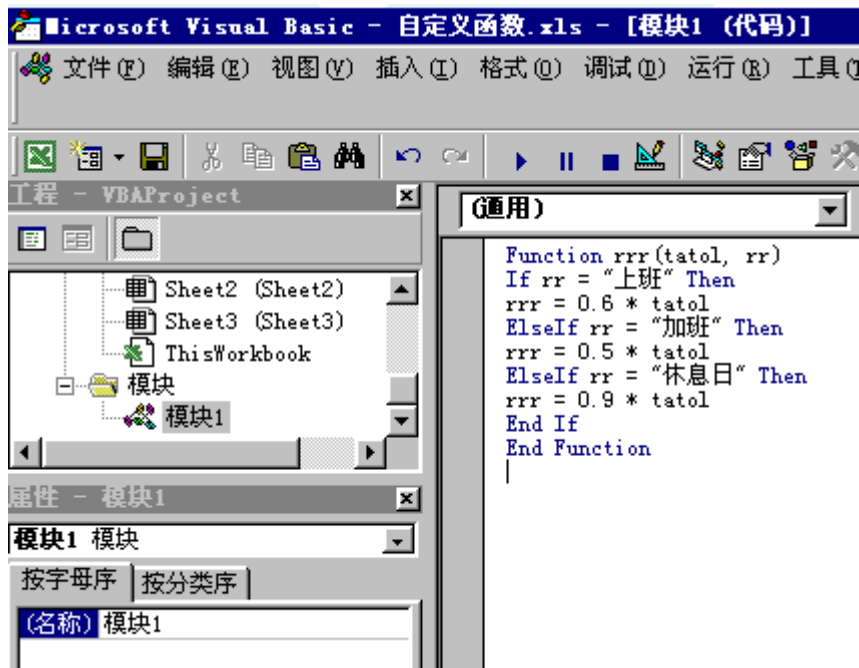 Microsoft Visual Basic - 自定义函数.xls - [模块1 (代码)]
文件(F) 编辑(E) 视图(V) 插入(I) 格式(O) 调试(D) 运行(R) 工具(T
工程 - VBAProject
(通用)
Sheet2 (Sheet2)
Sheet3 (Sheet3)
ThisWorkbook
模块
模块1
Function rrr(tatol, rr)
If rr = "上班" Then
rrr = 0.6 * tatol
ElseIf rr = "加班" Then
rrr = 0.5 * tatol
ElseIf rr = "休息日" Then
rrr = 0.9 * tatol
End If
End Function
属性 - 模块1
模块1 模块
按字母序 按分类序
(名称) 模块1